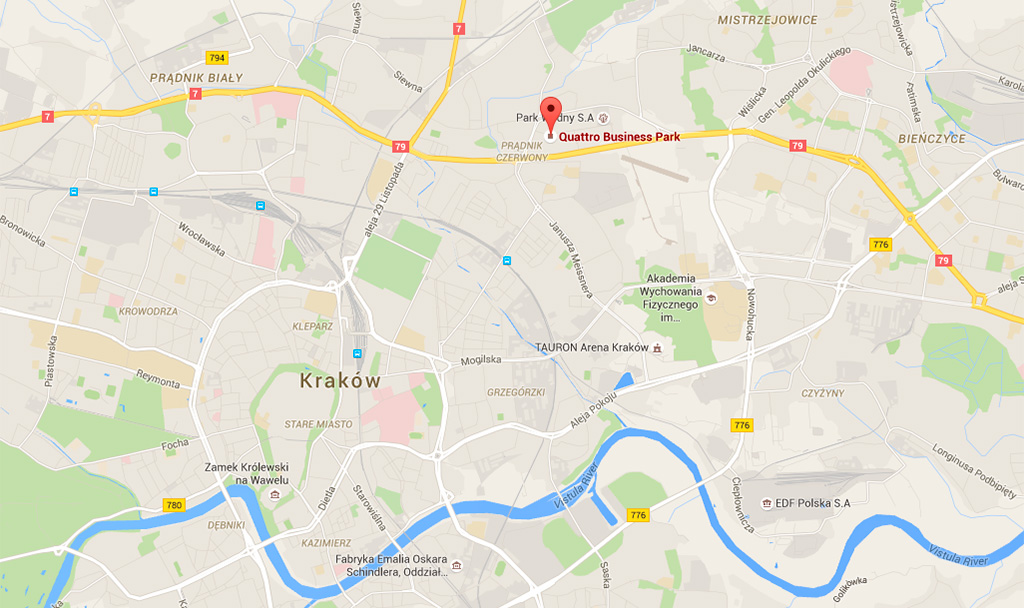 Siewna
7
MISTRZEJOWICE
Mistrzejowicka
Jancarza
794
Gen. Leopolda Okulickiego
PRĄDNIK BIAŁY
Siewna
Karola
7
Wiślicka
Patimska
7
Park Wodny S.A
Quattro Business Park
BIEŃCZYCE
79
PRĄDNIK
CZERWONY
79
Bulwarowa
aleja 29 Listopada
Bronowicka
Wrocławska
Janusza Meissnera
776
79
Akademia
Wychowania
Fizycznego
im...
aleja
Nowohucka
KROWODRZA
KLEPARZ
TAURON Arena Kraków
Piastowska
Mogilska
Reymonta
Kraków
GRZEGÓRZKI
CZYŻYNY
Aleja Pokoju
STARE MIASTO
776
Focha
Zamek Królewski
na Wawelu
Longinusa Podbipięty
Vistula River
Dietla
Starowiślna
Ciepłownicza
780
EDF Polska S.A
776
DĘBNIKI
KAZIMIERZ
Fabryka Emalia Oskara
Schindlera, Oddział...
Vistula River
Saska
Golikówka